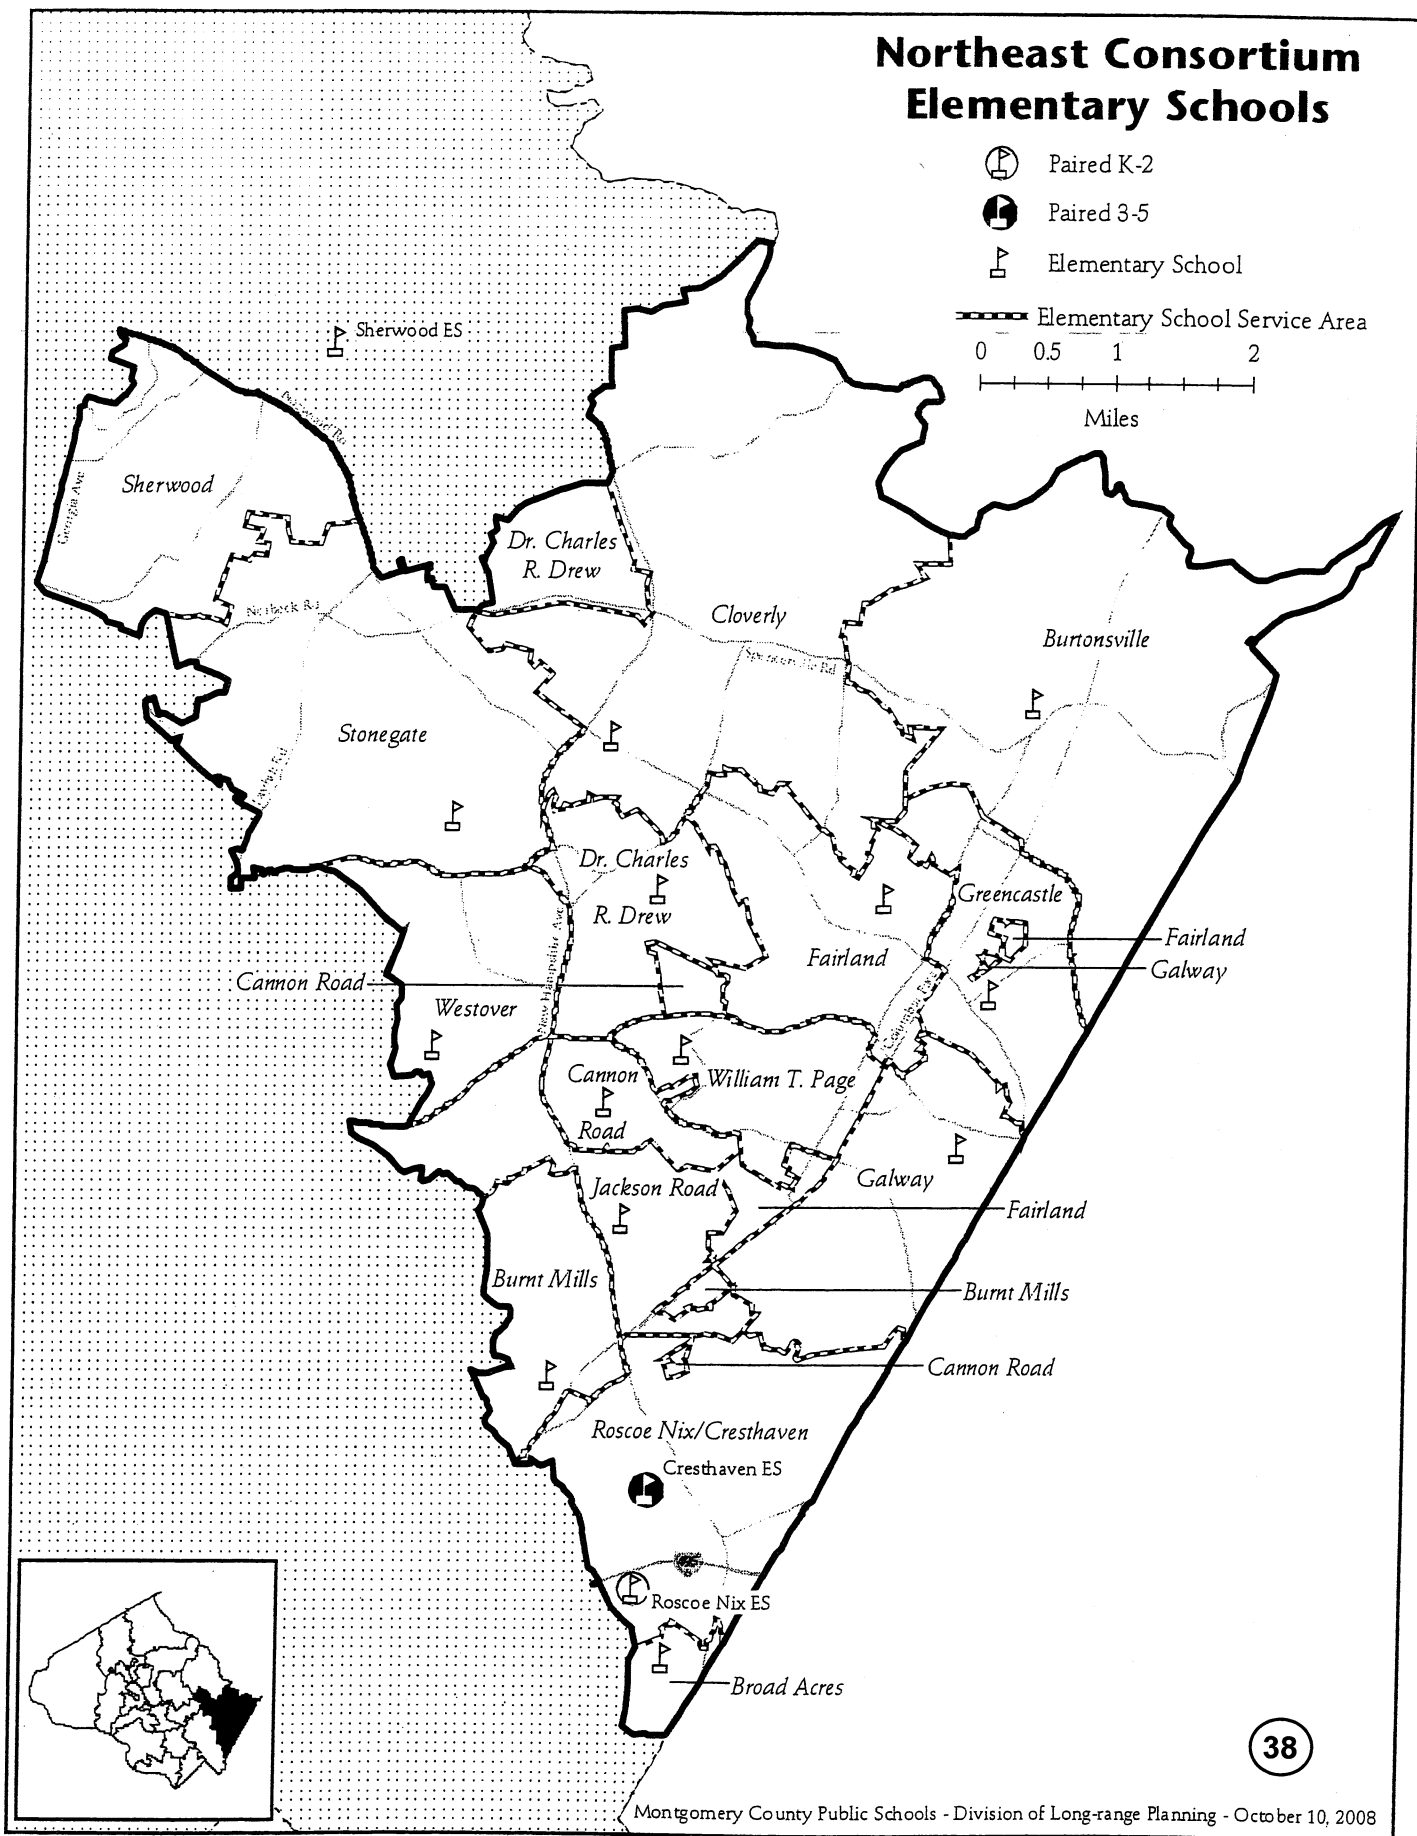 Northeast Consortium
Elementary Schools
Paired K-2
Paired 3-5
Elementary School
Elementary School Service Area
0 0.5 1 2
Miles
Sherwood ES
Sherwood
Georgia Ave
Dr. Charles
R. Drew
Norbeck Rd
Cloverly
Spencerville Rd
Burtonsville
Stonegate
Dr. Charles
R. Drew
Greencastle
Fairland
Fairland
Galway
Cannon Road
Westover
New Hampshire Ave
Cannon
Road
William T. Page
Jackson Road
Galway
Fairland
Burnt Mills
Burnt Mills
Cannon Road
Roscoe Nix/Cresthaven
Cresthaven ES
Roscoe Nix ES
Broad Acres
38
Montgomery County Public Schools - Division of Long-range Planning - October 10, 2008